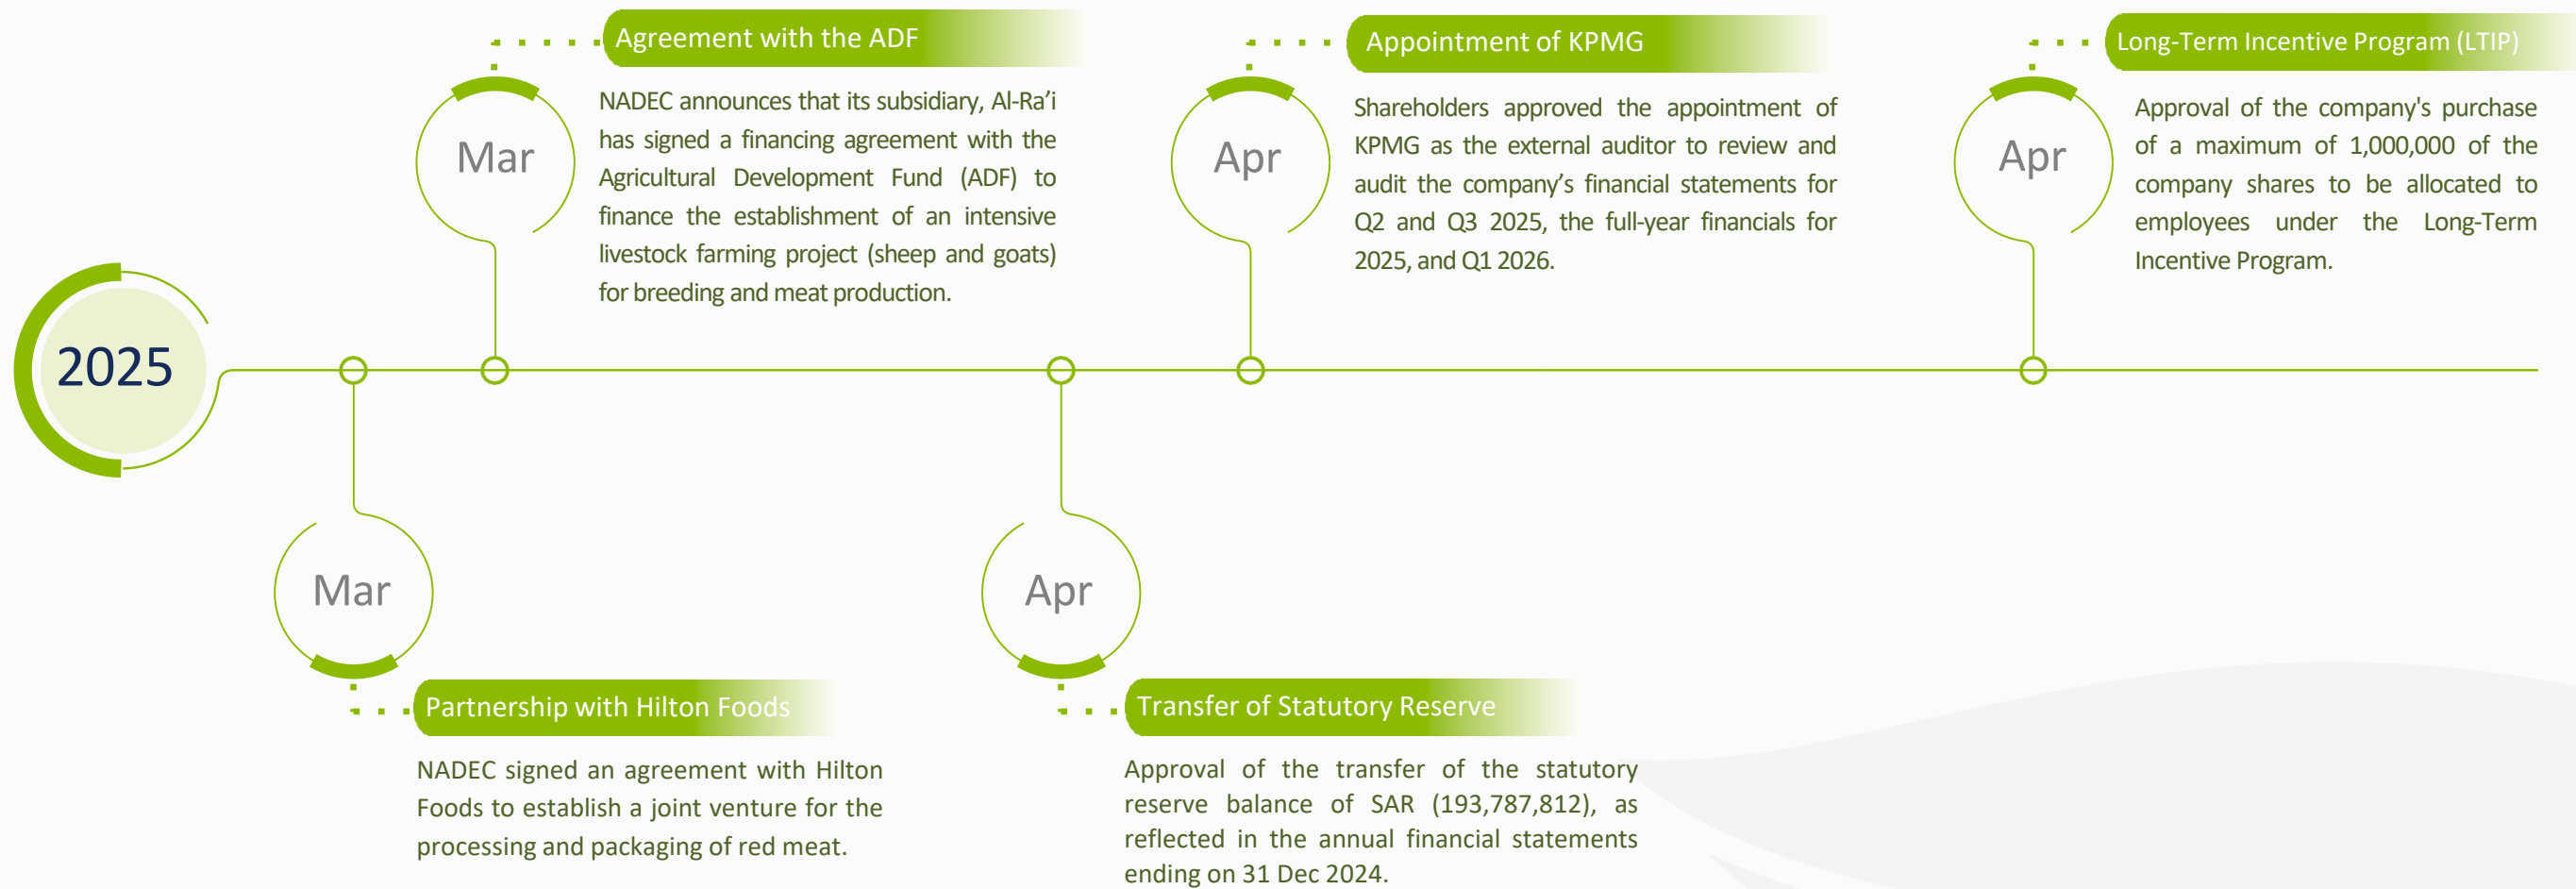 2025
Mar
Agreement with the ADF
NADEC announces that its subsidiary, Al-Ra’i
has signed a financing agreement with the
Agricultural Development Fund (ADF) to
finance the establishment of an intensive
livestock farming project (sheep and goats)
for breeding and meat production.
Apr
Appointment of KPMG
Shareholders approved the appointment of
KPMG as the external auditor to review and
audit the company’s financial statements for
Q2 and Q3 2025, the full-year financials for
2025, and Q1 2026.
Apr
Long-Term Incentive Program (LTIP)
Approval of the company's purchase
of a maximum of 1,000,000 of the
company shares to be allocated to
employees under the Long-Term
Incentive Program.
Mar
Partnership with Hilton Foods
NADEC signed an agreement with Hilton
Foods to establish a joint venture for the
processing and packaging of red meat.
Apr
Transfer of Statutory Reserve
Approval of the transfer of the statutory
reserve balance of SAR (193,787,812), as
reflected in the annual financial statements
ending on 31 Dec 2024.